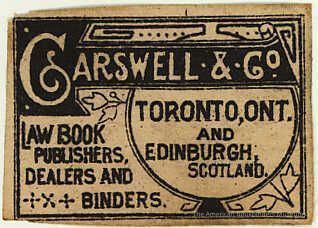 CARSWELL & Co.
TORONTO, ONT.
AND
EDINBURGH,
SCOTLAND.
LAW BOOK
PUBLISHERS,
DEALERS AND
BINDERS.